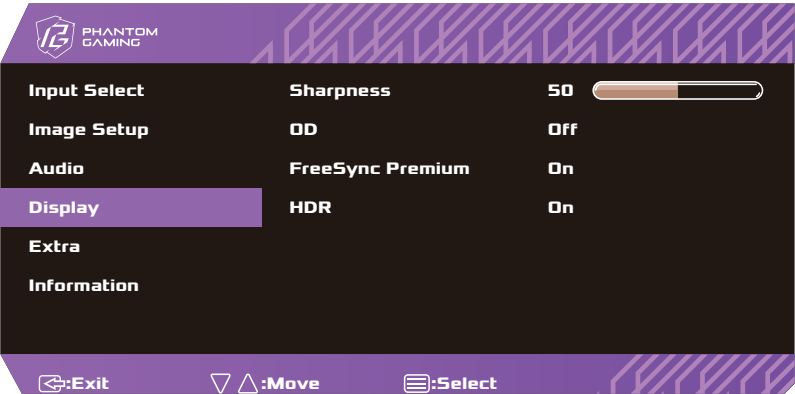 PHANTOM
GAMING
Input Select
Sharpness 50
Image Setup
OD Off
Audio
FreeSync Premium On
Display
HDR On
Extra
Information
:Exit :Move :Select